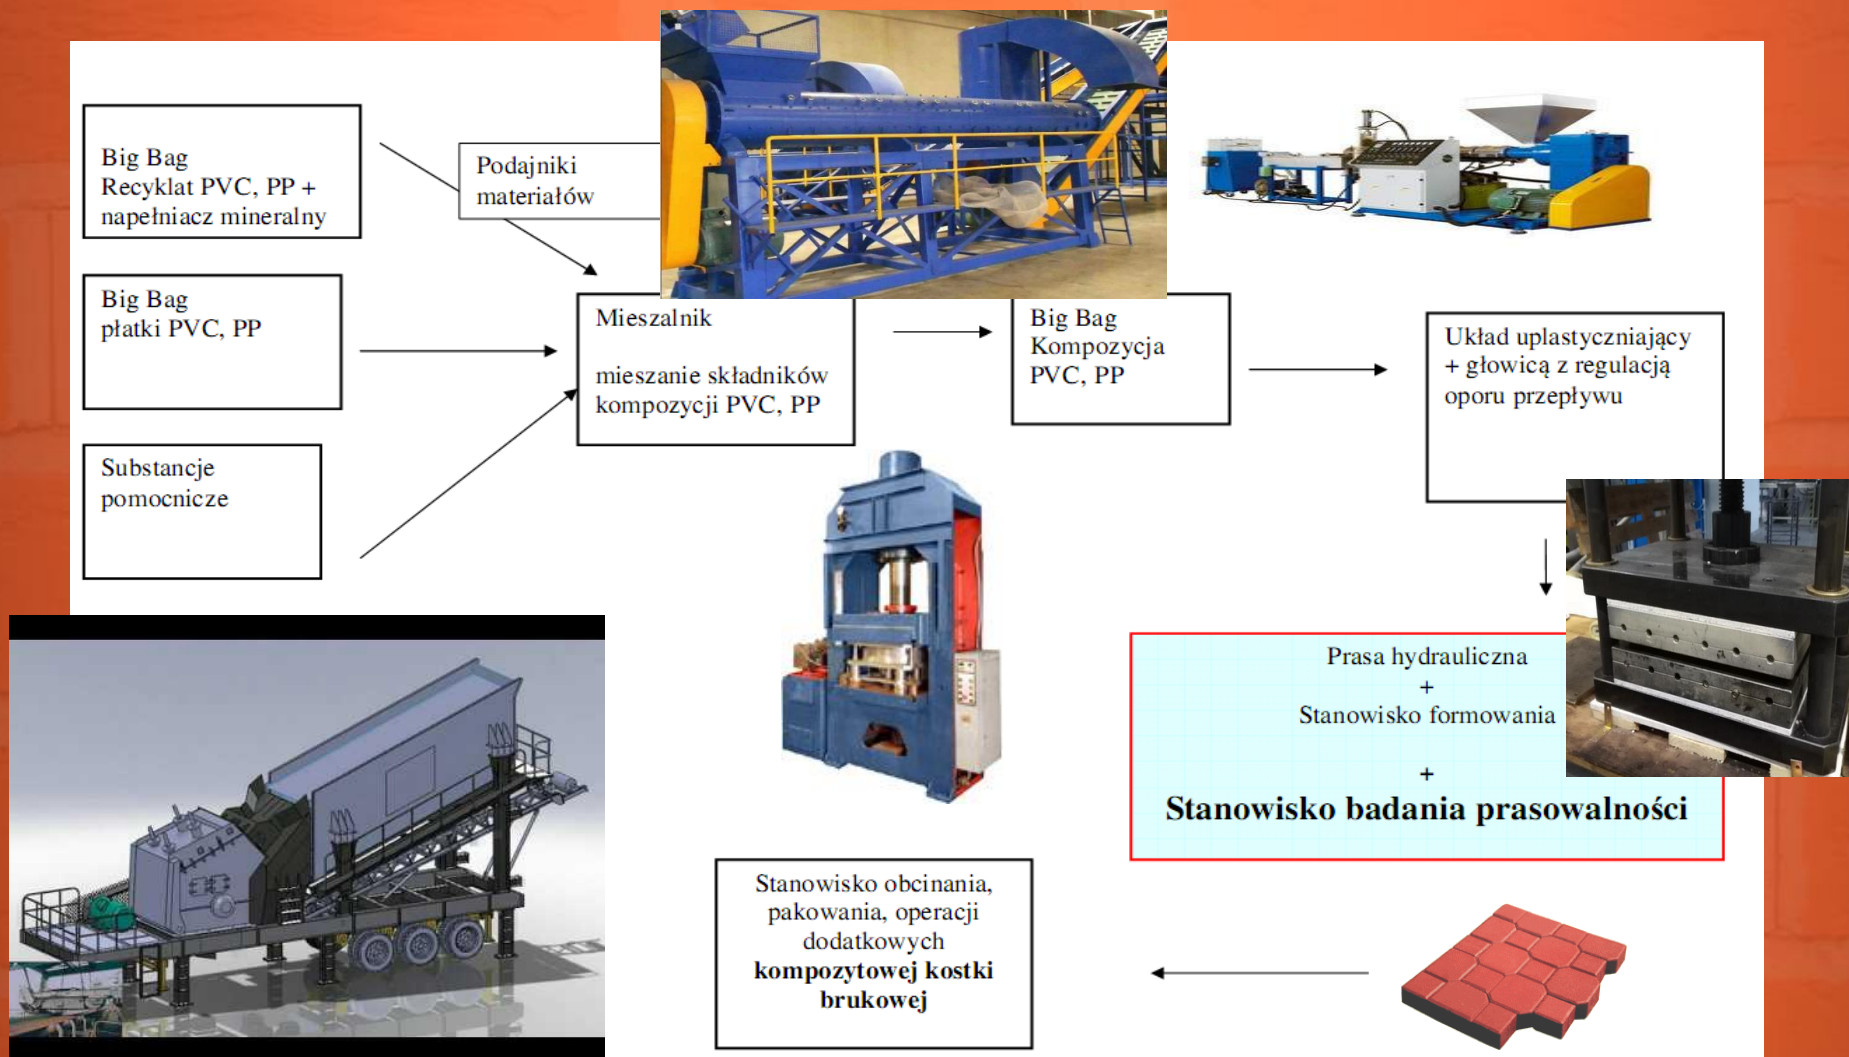 Big Bag
Recyklat PVC, PP +
napełniacz mineralny
Podajniki
materiałów
Big Bag
płatki PVC, PP
Substancje
pomocnicze
Mieszalnik
mieszanie składników
kompozycji PVC, PP
Big Bag
Kompozycja
PVC, PP
Układ uplastyczniający
+ głowicą z regulacją
oporu przepływu
Prasa hydrauliczna
+
Stanowisko formowania
+
Stanowisko badania prasowalności
Stanowisko obcinania,
pakowania, operacji
dodatkowych
kompozytowej kostki
brukowej